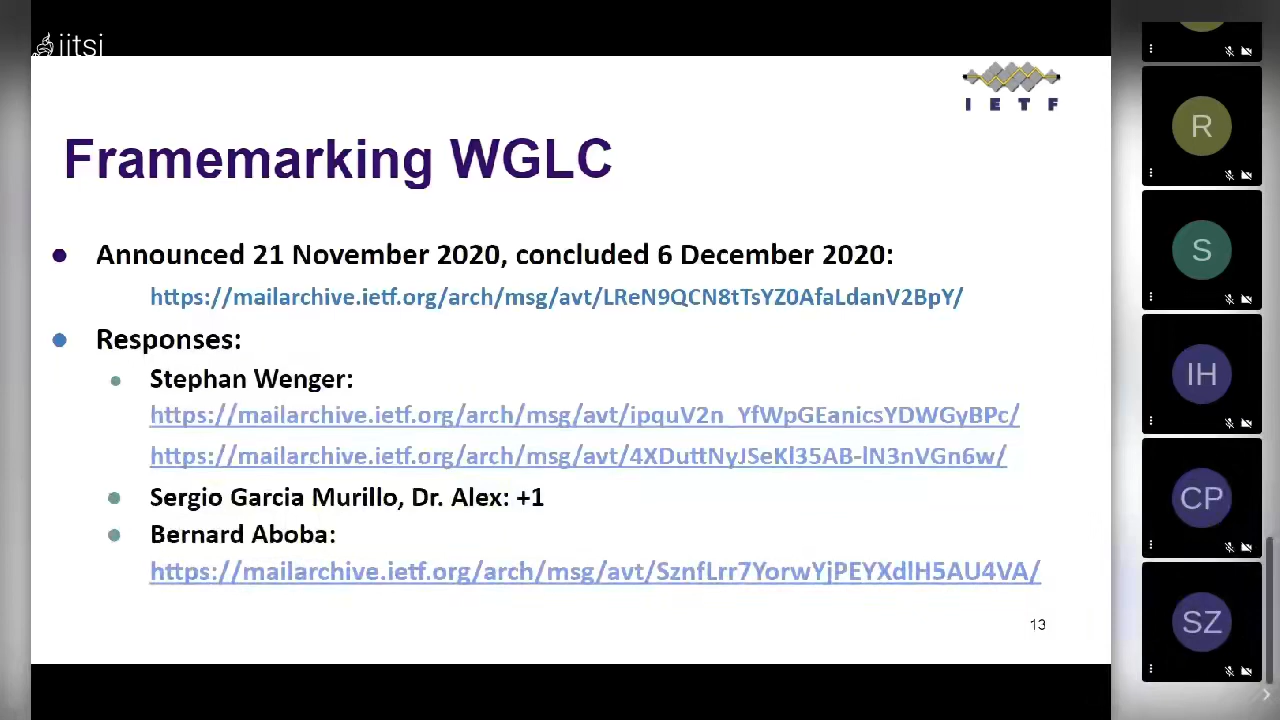 jitsi
I E T F
Framemarking WGLC
Announced 21 November 2020, concluded 6 December 2020:
https://mailarchive.ietf.org/arch/msg/avt/LReN9QCN8tTsYZ0AfaLdanV2BpY/
Responses:
Stephan Wenger:
https://mailarchive.ietf.org/arch/msg/avt/ipquV2n_YfWpGEanicsYDWGyBPc/
https://mailarchive.ietf.org/arch/msg/avt/4XDuttNyJSeKl35AB-lN3nVGn6w/
Sergio Garcia Murillo, Dr. Alex: +1
Bernard Aboba:
https://mailarchive.ietf.org/arch/msg/avt/SznfLrr7YorwYjPEYXdlH5AU4VA/
13
R
S
IH
CP
SZ